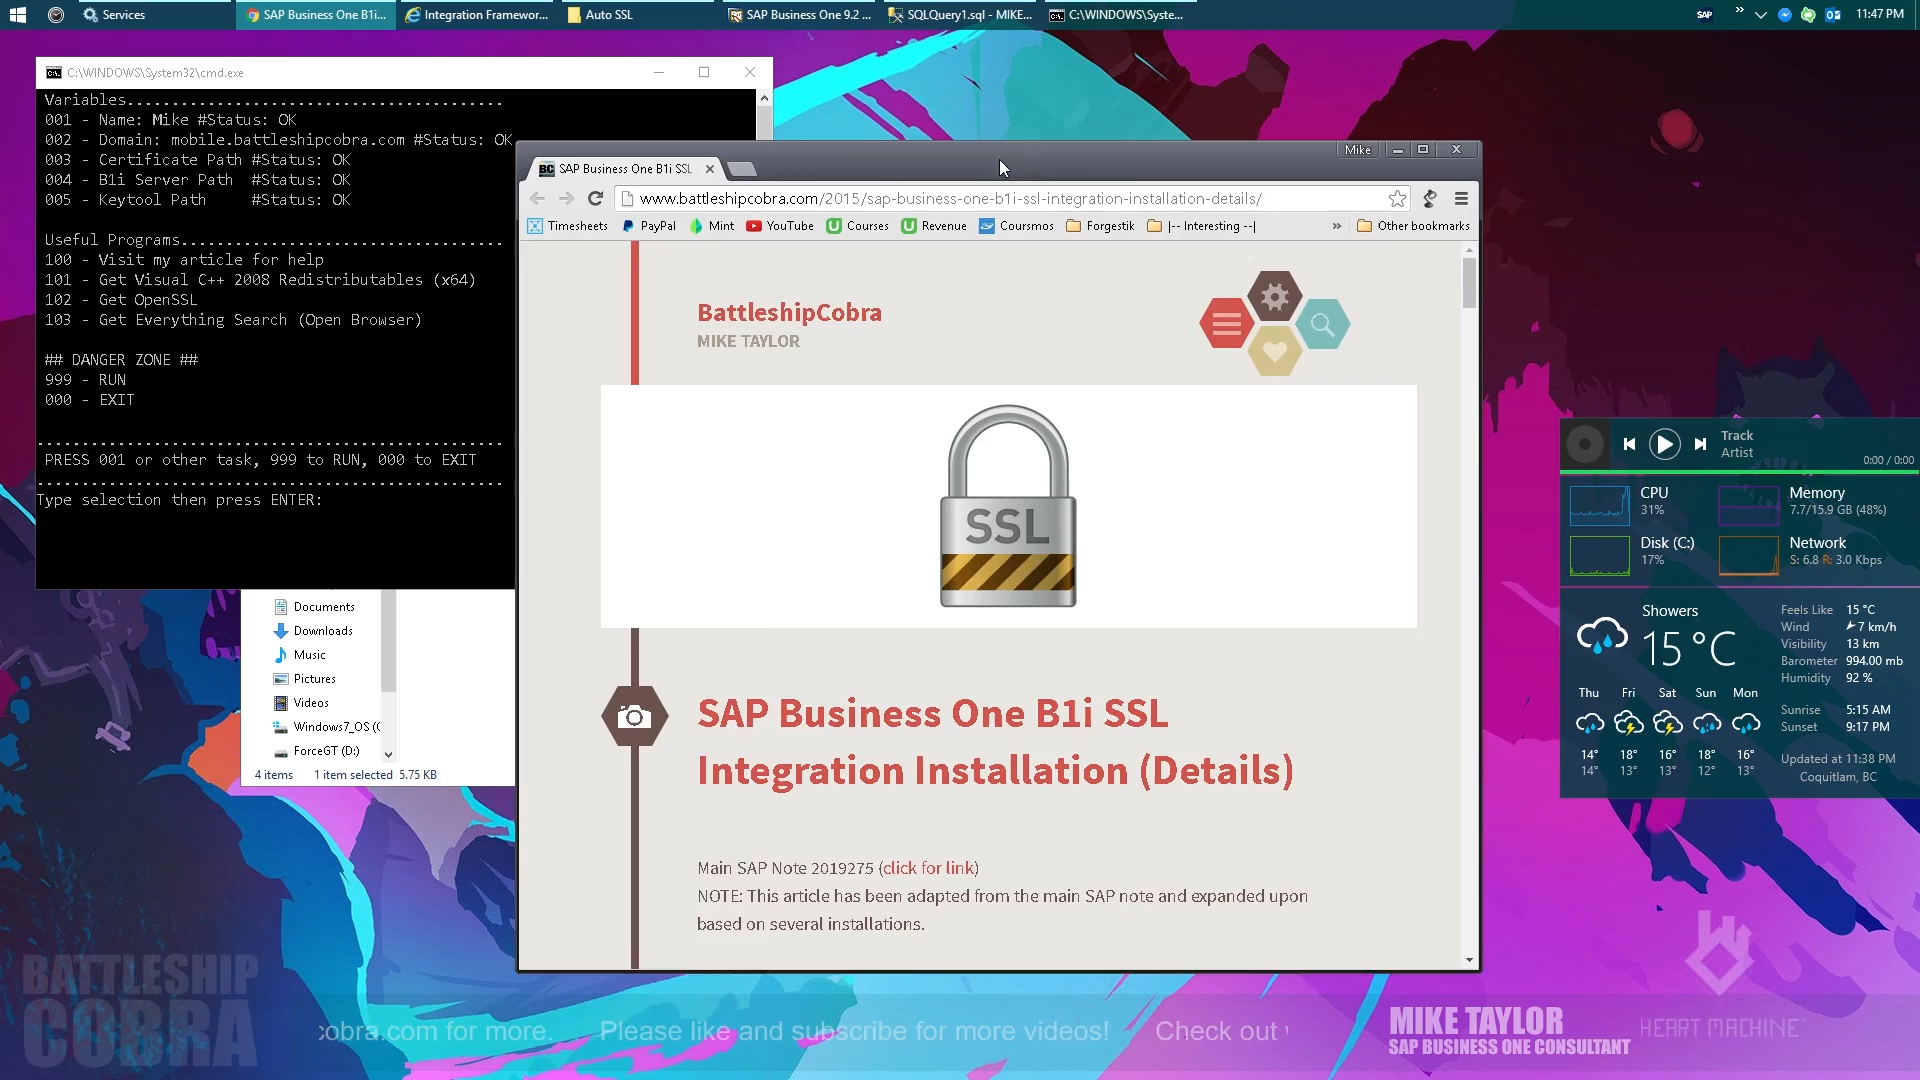 Services
SAP Business One B1i...
Integration Framewor...
Auto SSL
SAP Business One 9.2 ...
SQLQuery1.sql - MIKE...
C:\WINDOWS\Syste...
SAP
11:47 PM
C:\WINDOWS\System32\cmd.exe
Variables..........................................
001 - Name: Mike #Status: OK
002 - Domain: mobile.battleshipcobra.com #Status: OK
003 - Certificate Path #Status: OK
004 - B1i Server Path  #Status: OK
005 - Keytool Path     #Status: OK
Useful Programs....................................
100 - Visit my article for help
101 - Get Visual C++ 2008 Redistributables (x64)
102 - Get OpenSSL
103 - Get Everything Search (Open Browser)
## DANGER ZONE ##
999 - RUN
000 - EXIT
....................................................
PRESS 001 or other task, 999 to RUN, 000 to EXIT
....................................................
Type selection then press ENTER:
Documents
Downloads
Music
Pictures
Videos
Windows7_OS (C
ForceGT (D:)
4 items 1 item selected 5.75 KB
Mike
SAP Business One B1i SSL
www.battleshipcobra.com/2015/sap-business-one-b1i-ssl-integration-installation-details/
Timesheets PayPal Mint YouTube Courses Revenue Coursmos Forgestik |-- Interesting --| » Other bookmarks
BattleshipCobra
MIKE TAYLOR
SSL
SAP Business One B1i SSL
Integration Installation (Details)
Main SAP Note 2019275 (click for link)
NOTE: This article has been adapted from the main SAP note and expanded upon
based on several installations.
Track
Artist
0:00 / 0:00
CPU
31%
Memory
7.7/15.9 GB (48%)
Disk (C:)
17%
Network
S: 6.8 R: 3.0 Kbps
Showers
15 °C
Feels Like 15 °C
Wind 7 km/h
Visibility 13 km
Barometer 994.00 mb
Humidity 92 %
Thu Fri Sat Sun Mon
14° 18° 16° 18° 16°
14° 13° 13° 12° 13°
Sunrise 5:15 AM
Sunset 9:17 PM
Updated at 11:38 PM
Coquitlam, BC
BATTLESHIP
COBRA
cobra.com for more. Please like and subscribe for more videos! Check out
MIKE TAYLOR
SAP BUSINESS ONE CONSULTANT
HEART MACHINE